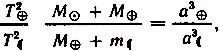 T²⊕/T²☾ · (M☉ + M⊕)/(M⊕ + m☾) = a³⊕/a³☾,